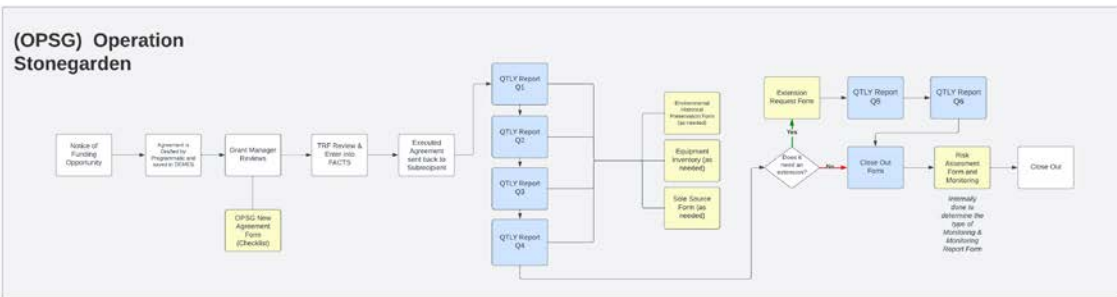 (OPSG) Operation
Stonegarden
Notice of
Funding
Opportunity
Agreement is
Drafted by
Programmatic and
saved to DEMES
Grant Manager
Reviews
OPSG New
Agreement
Form
(Checklist)
TRF Review &
Enter into
FACTS
Executed
Agreement
sent back to
Subrecipient
QTLY Report
Q1
QTLY Report
Q2
QTLY Report
Q3
QTLY Report
Q4
Environmental
Historical
Preservation Form
(as needed)
Equipment
Inventory (as
needed)
Sole Source
Form (as
needed)
Does it
need an
extension?
Yes
No
Extension
Request Form
QTLY Report
Q5
QTLY Report
Q6
Close Out
Form
Risk
Assessment
Form and
Monitoring
Internally
done to
determine the
type of
Monitoring &
Monitoring
Report Form
Close Out